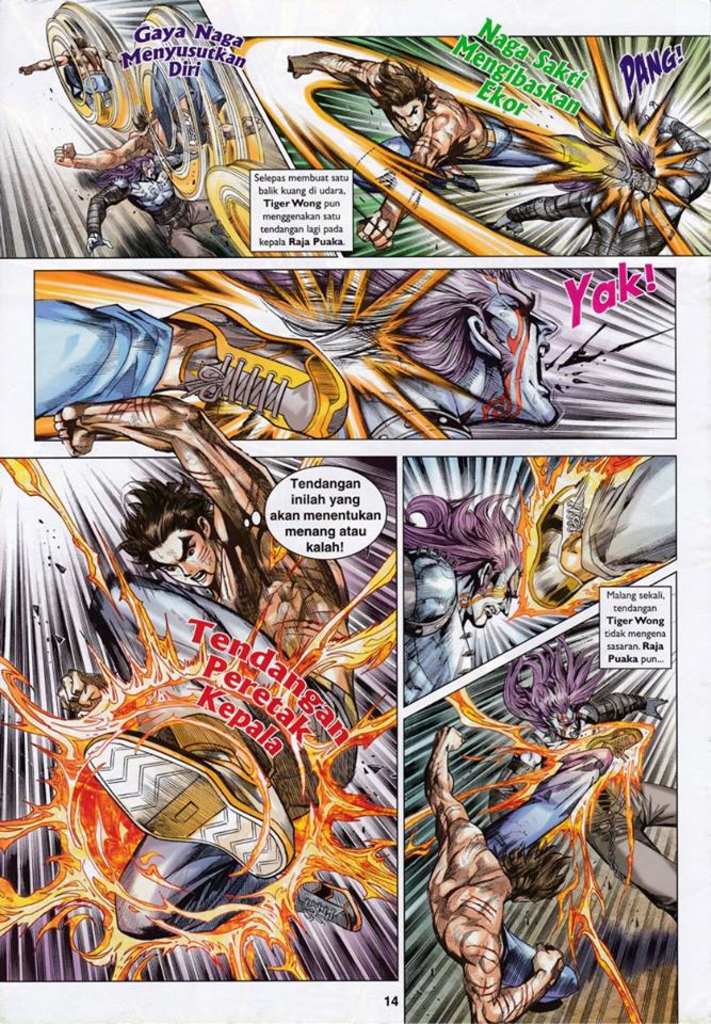 Gaya Naga
Menyusutkan
Diri
Naga Sakti
Mengibaskan
Ekor
PANG!
Selepas membuat satu
balik kuang di udara,
Tiger Wong pun
menggenakan satu
tendangan lagi pada
kepala Raja Puaka.
Yak!
Tendangan
inilah yang
akan menentukan
menang atau
kalah!
Tendangan
Peretak
Kepala
Malang sekali,
tendangan
Tiger Wong
tidak mengena
sasaran. Raja
Puaka pun...
14